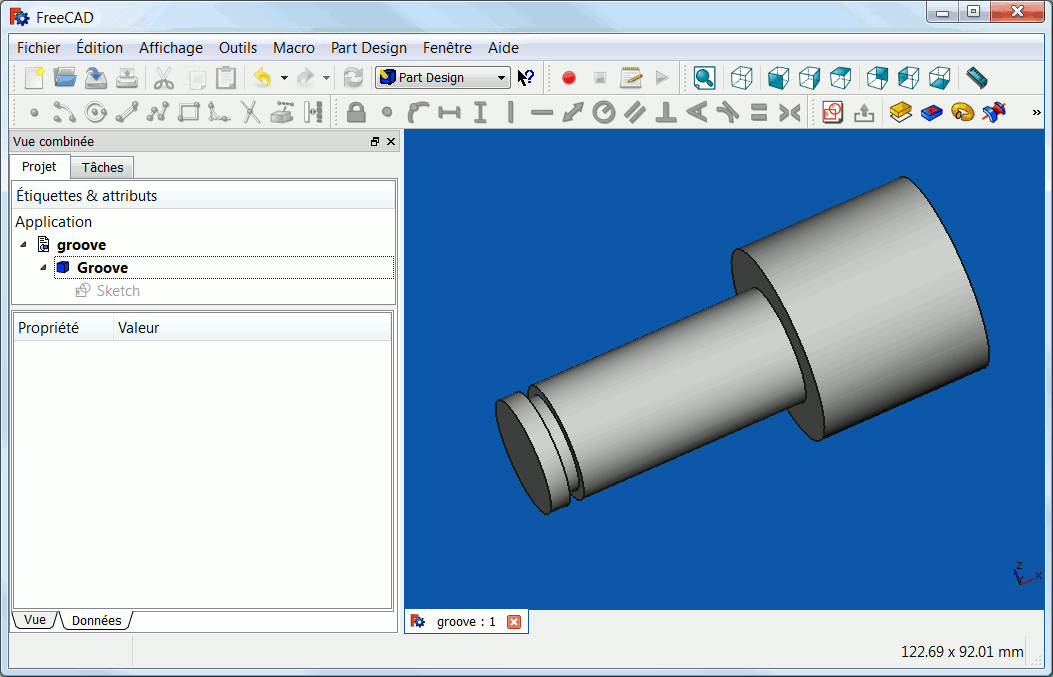 FreeCAD
Fichier Édition Affichage Outils Macro Part Design Fenêtre Aide
Part Design
Vue combinée
Projet Tâches
Étiquettes & attributs
Application
groove
Groove
Sketch
Propriété Valeur
Z
Y X
Vue Données
groove : 1
122.69 x 92.01 mm